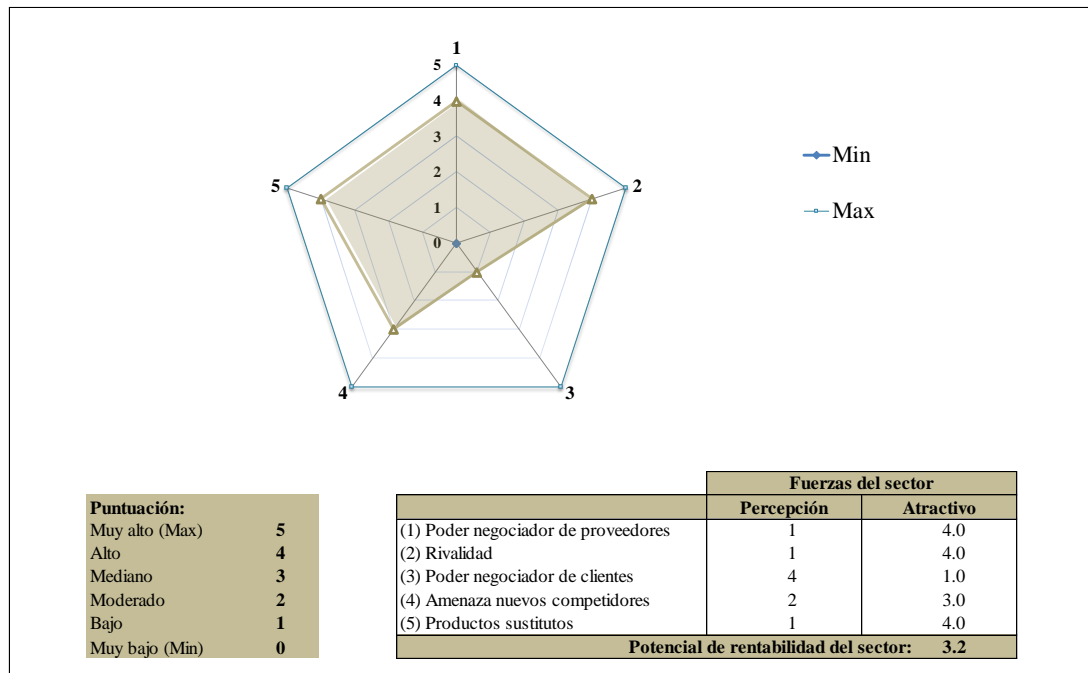 1
5
4
3
2
1
0
5
2
4
3
Min
Max
Puntuación:
Muy alto (Max) 5
Alto 4
Mediano 3
Moderado 2
Bajo 1
Muy bajo (Min) 0
Fuerzas del sector
Percepción Atractivo
(1) Poder negociador de proveedores 1 4.0
(2) Rivalidad 1 4.0
(3) Poder negociador de clientes 4 1.0
(4) Amenaza nuevos competidores 2 3.0
(5) Productos sustitutos 1 4.0
Potencial de rentabilidad del sector: 3.2